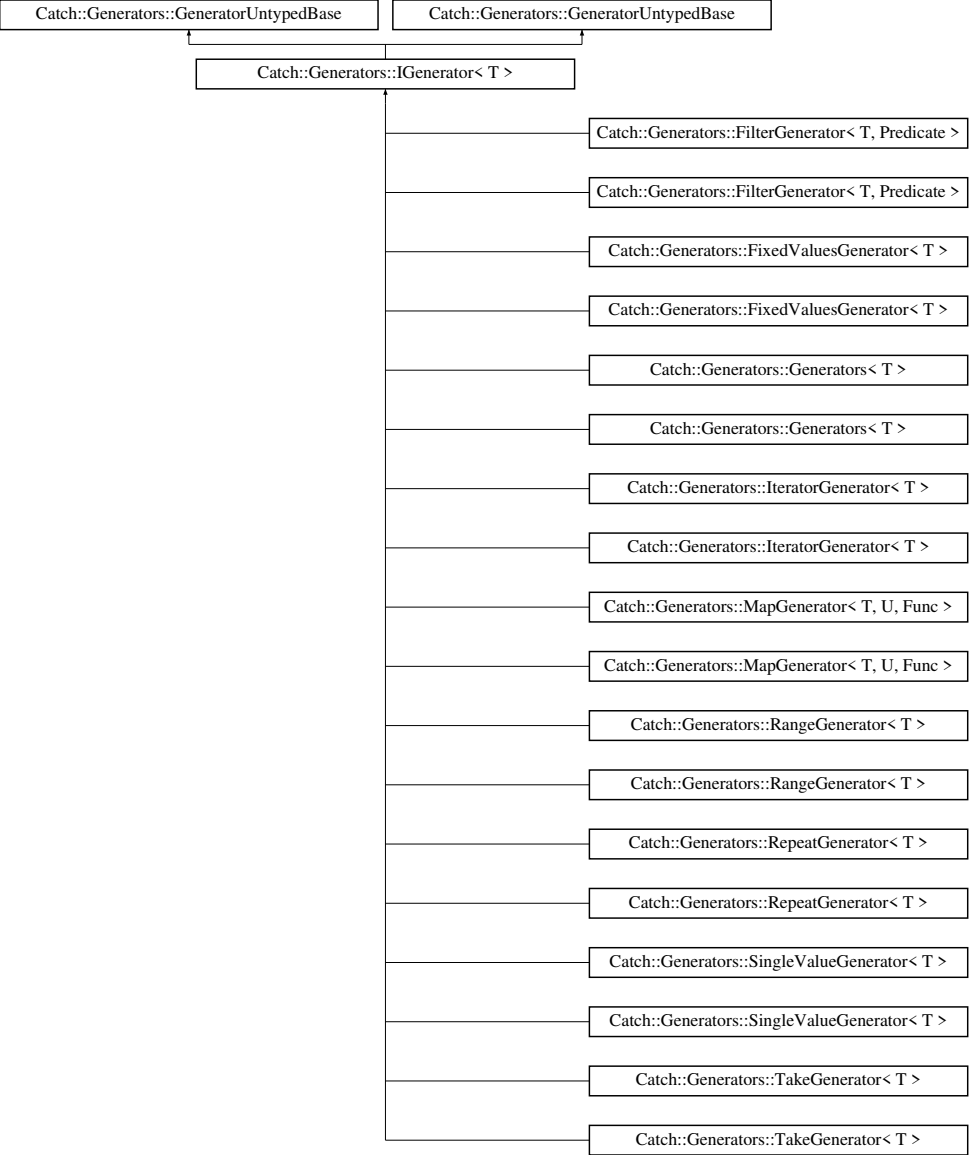 Catch::Generators::GeneratorUntypedBase
Catch::Generators::GeneratorUntypedBase
Catch::Generators::IGenerator< T >
Catch::Generators::FilterGenerator< T, Predicate >
Catch::Generators::FilterGenerator< T, Predicate >
Catch::Generators::FixedValuesGenerator< T >
Catch::Generators::FixedValuesGenerator< T >
Catch::Generators::Generators< T >
Catch::Generators::Generators< T >
Catch::Generators::IteratorGenerator< T >
Catch::Generators::IteratorGenerator< T >
Catch::Generators::MapGenerator< T, U, Func >
Catch::Generators::MapGenerator< T, U, Func >
Catch::Generators::RangeGenerator< T >
Catch::Generators::RangeGenerator< T >
Catch::Generators::RepeatGenerator< T >
Catch::Generators::RepeatGenerator< T >
Catch::Generators::SingleValueGenerator< T >
Catch::Generators::SingleValueGenerator< T >
Catch::Generators::TakeGenerator< T >
Catch::Generators::TakeGenerator< T >